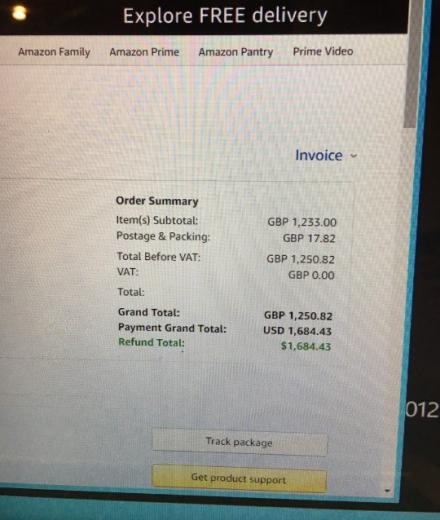 Explore FREE delivery
Amazon Family Amazon Prime Amazon Pantry Prime Video
Invoice
Order Summary
Item(s) Subtotal: GBP 1,233.00
Postage & Packing: GBP 17.82
Total Before VAT: GBP 1,250.82
VAT: GBP 0.00
Total:
Grand Total: GBP 1,250.82
Payment Grand Total: USD 1,684.43
Refund Total: $1,684.43
012
Track package
Get product support